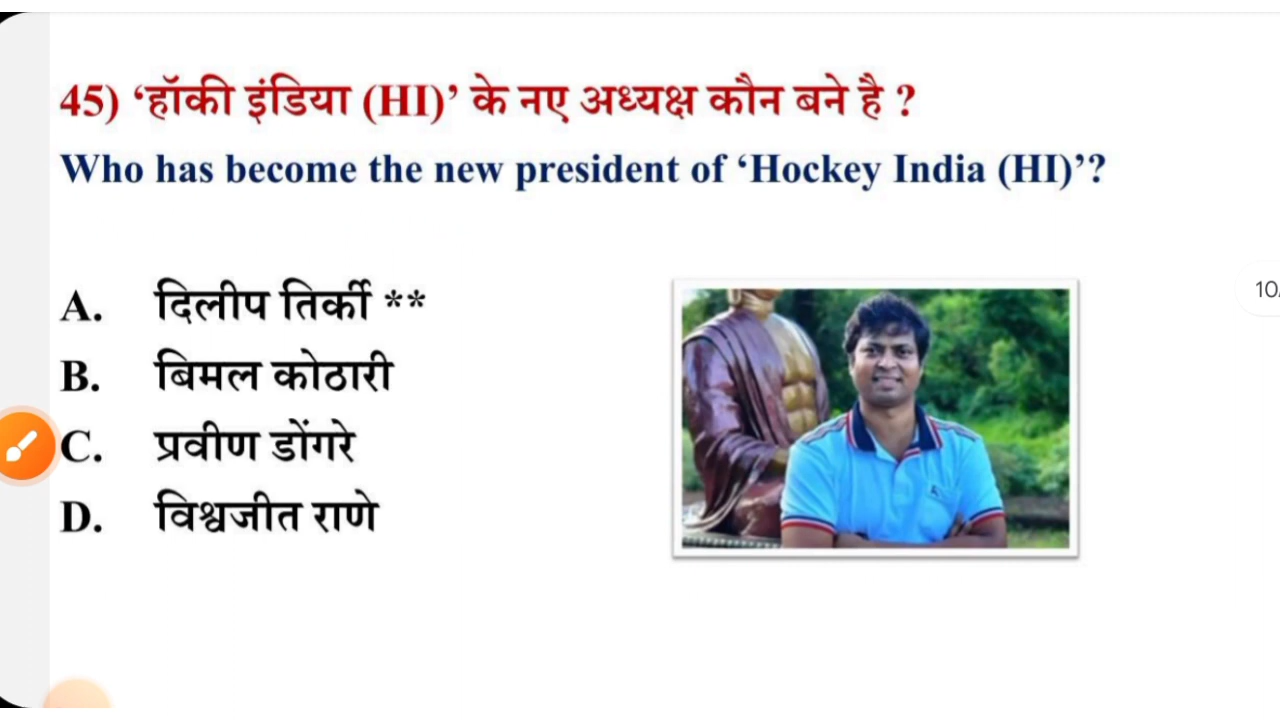 45) ‘हॉकी इंडिया (HI)’ के नए अध्यक्ष कौन बने है ?
Who has become the new president of ‘Hockey India (HI)’?
A. दिलीप तिर्की **
B. बिमल कोठारी
C. प्रवीण डोंगरे
D. विश्वजीत राणे
10